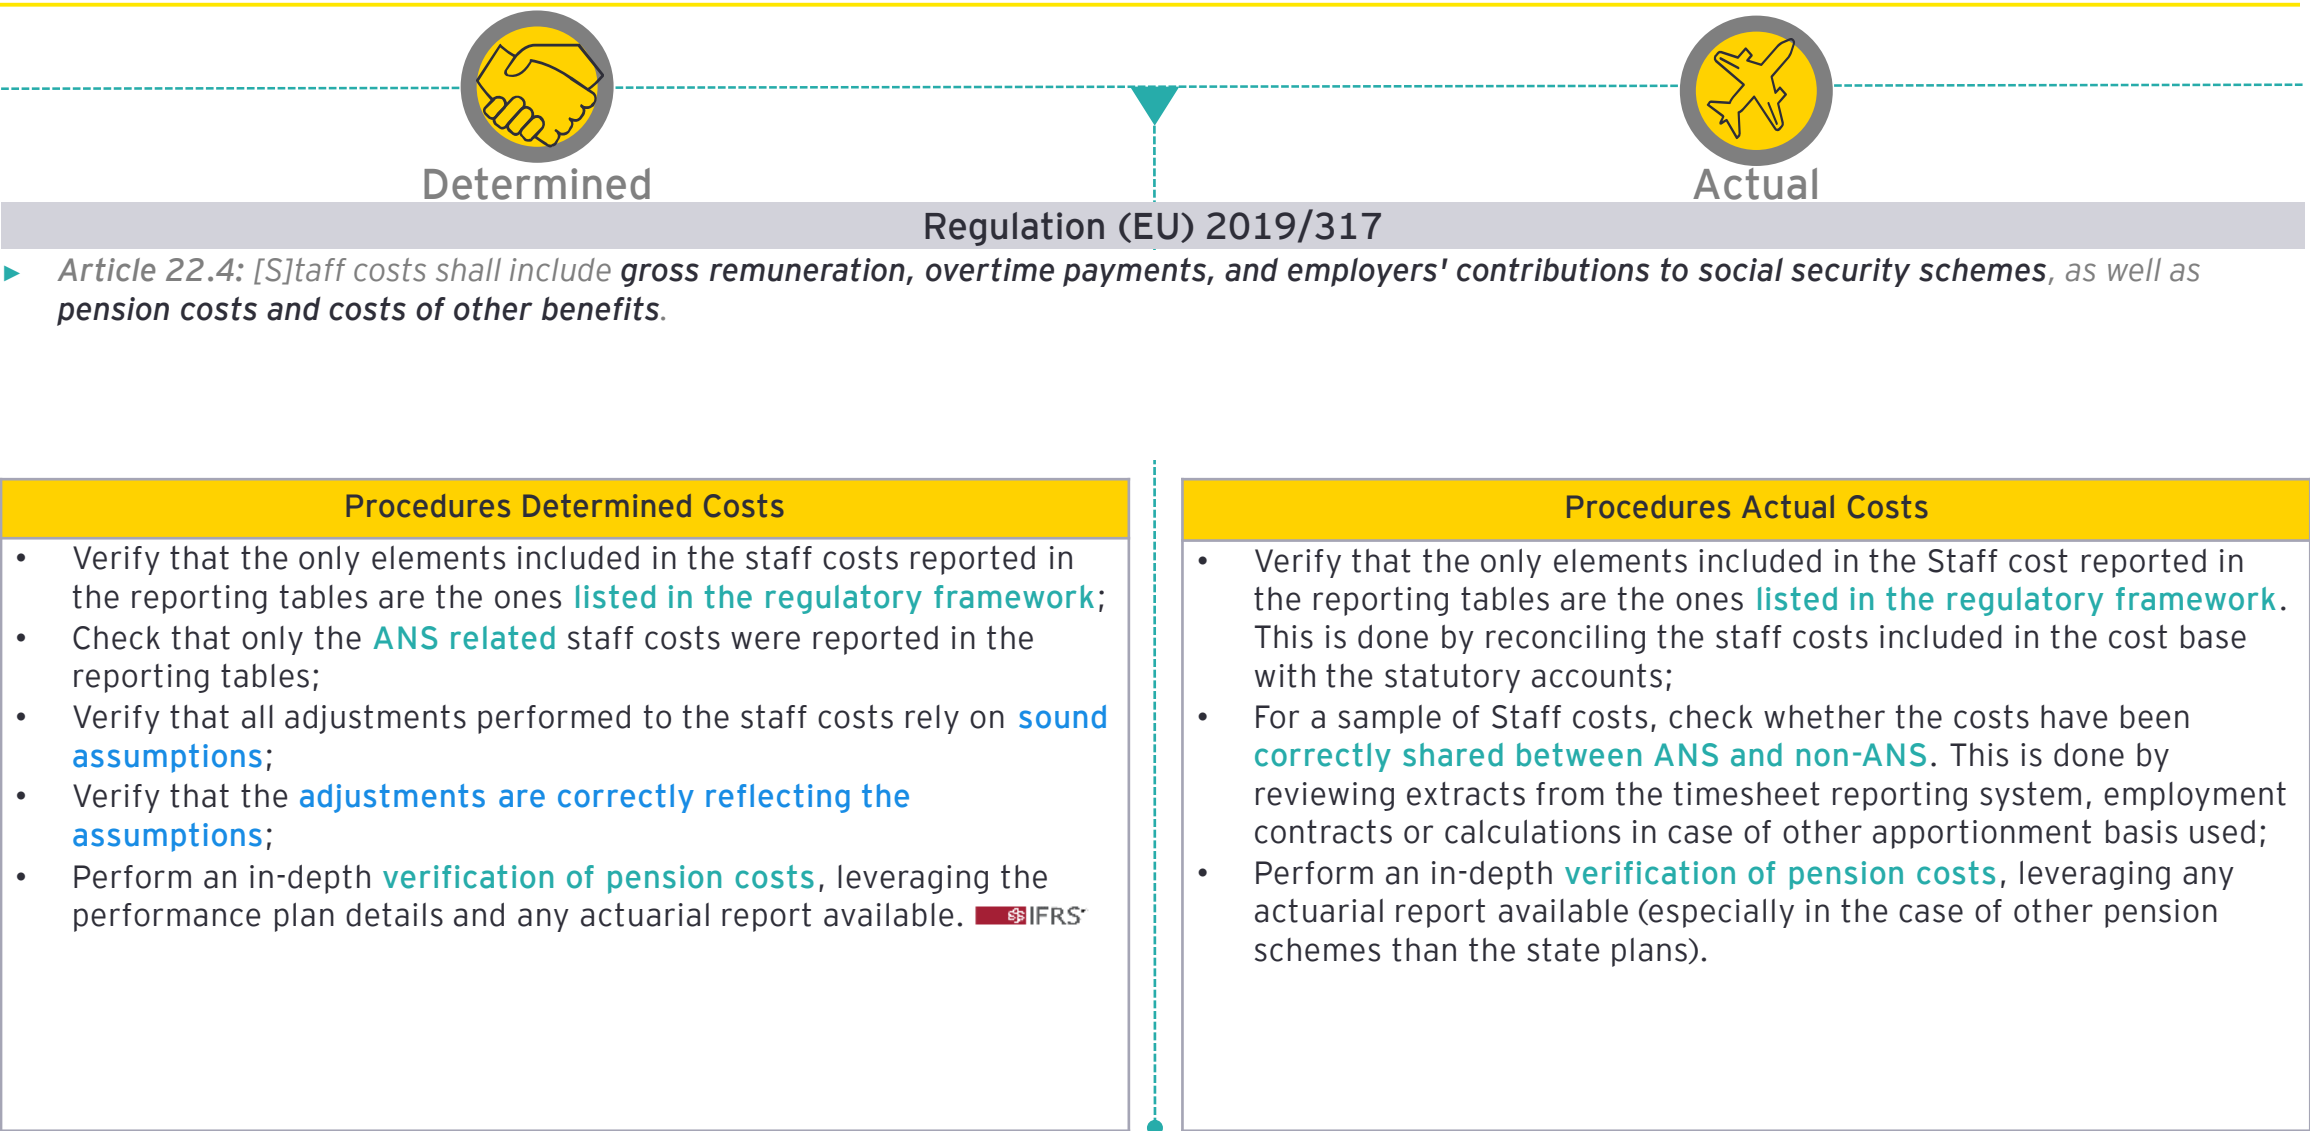 Determined
Actual
Regulation (EU) 2019/317
► Article 22.4: [S]taff costs shall include gross remuneration, overtime payments, and employers' contributions to social security schemes, as well as
pension costs and costs of other benefits.
Procedures Determined Costs
• Verify that the only elements included in the staff costs reported in
the reporting tables are the ones listed in the regulatory framework;
• Check that only the ANS related staff costs were reported in the
reporting tables;
• Verify that all adjustments performed to the staff costs rely on sound
assumptions;
• Verify that the adjustments are correctly reflecting the
assumptions;
• Perform an in-depth verification of pension costs, leveraging the
performance plan details and any actuarial report available. IFRS
Procedures Actual Costs
• Verify that the only elements included in the Staff cost reported in
the reporting tables are the ones listed in the regulatory framework.
This is done by reconciling the staff costs included in the cost base
with the statutory accounts;
• For a sample of Staff costs, check whether the costs have been
correctly shared between ANS and non-ANS. This is done by
reviewing extracts from the timesheet reporting system, employment
contracts or calculations in case of other apportionment basis used;
• Perform an in-depth verification of pension costs, leveraging any
actuarial report available (especially in the case of other pension
schemes than the state plans).